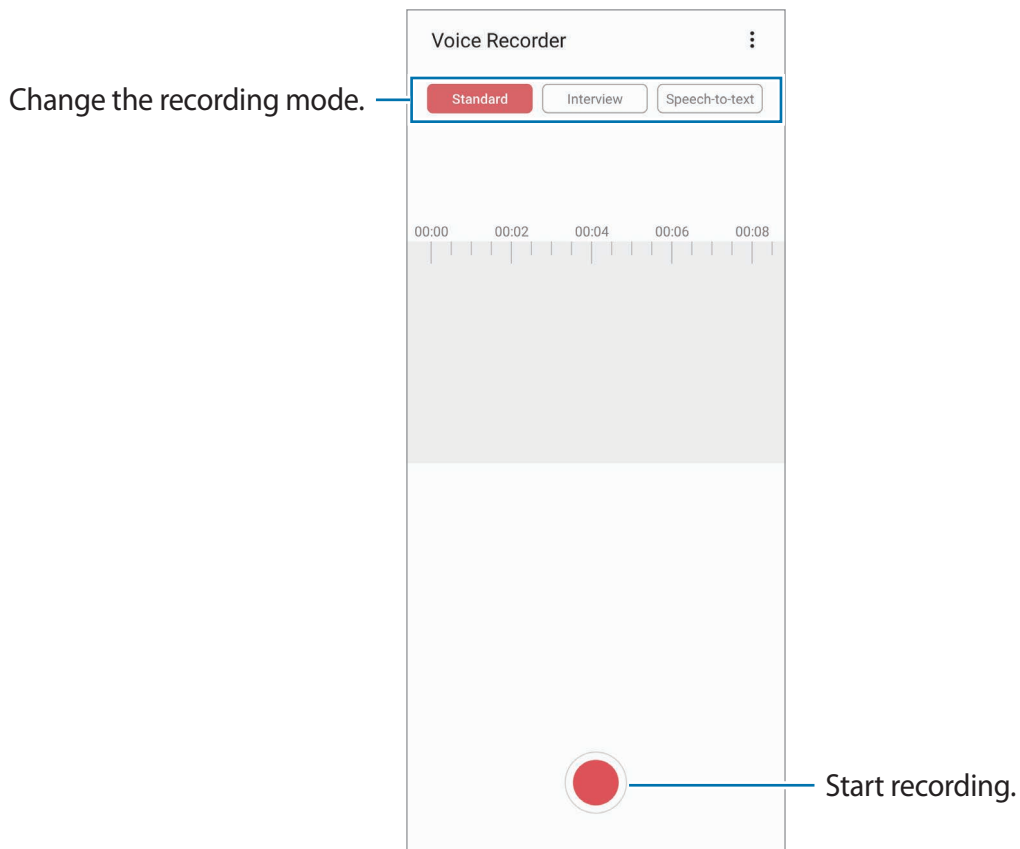 Voice Recorder
Change the recording mode.
Standard Interview Speech-to-text
00:00 00:02 00:04 00:06 00:08
Start recording.